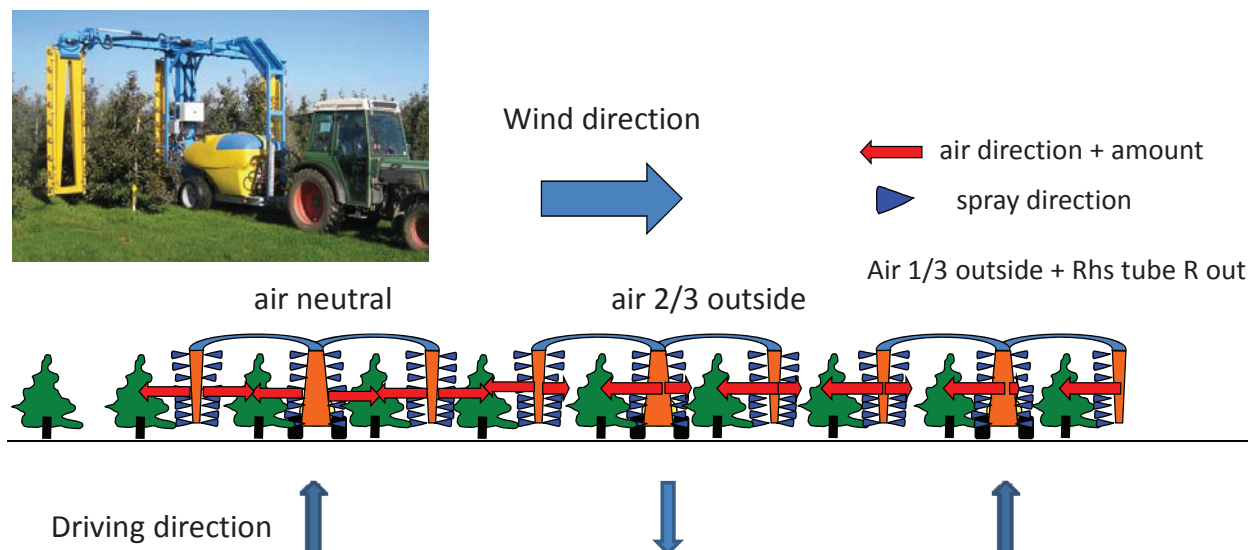 Wind direction
air direction + amount
spray direction
Air 1/3 outside + Rhs tube R out
air neutral
air 2/3 outside
Driving direction